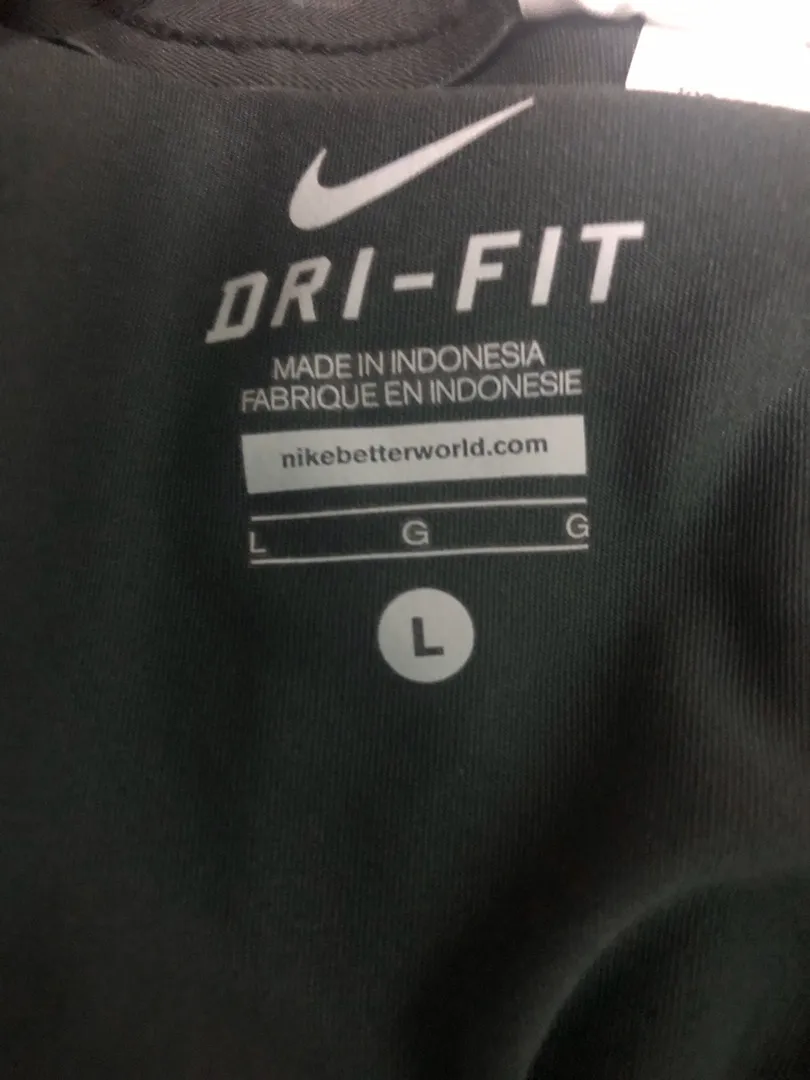 DRI-FIT
MADE IN INDONESIA
FABRIQUE EN INDONESIE
nikebetterworld.com
L G G
L